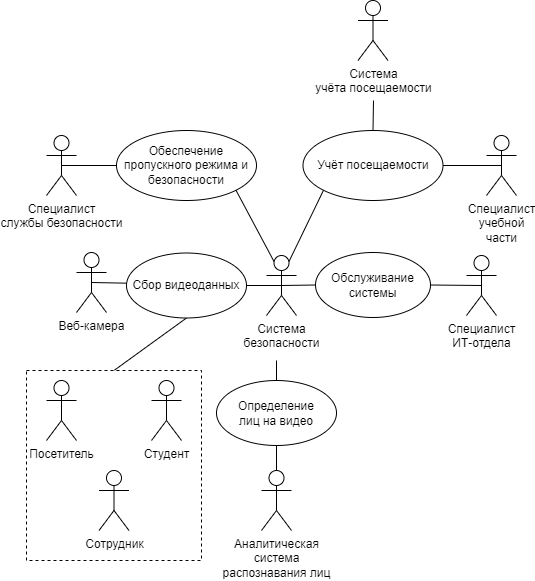 Система
учёта посещаемости
Обеспечение
пропускного режима и
безопасности
Учёт посещаемости
Специалист
службы безопасности
Специалист
учебной
части
Сбор видеоданных
Обслуживание
системы
Веб-камера
Система
безопасности
Специалист
ИТ-отдела
Определение
лиц на видео
Посетитель
Студент
Сотрудник
Аналитическая
система
распознавания лиц